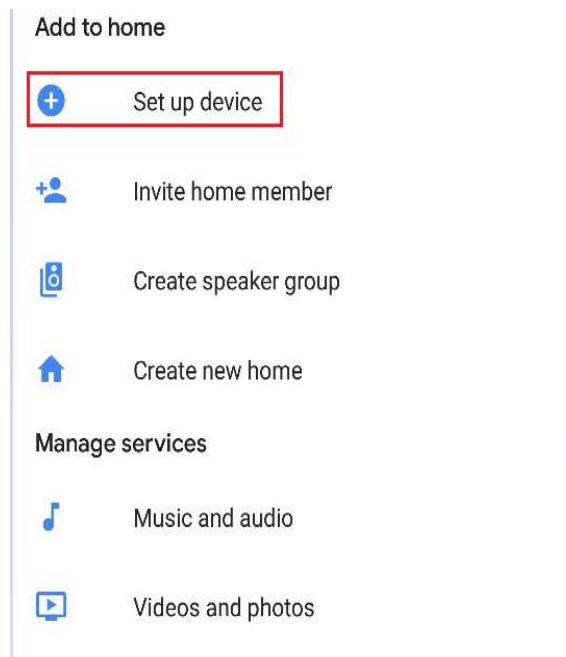 Add to home
Set up device
Invite home member
Create speaker group
Create new home
Manage services
Music and audio
Videos and photos